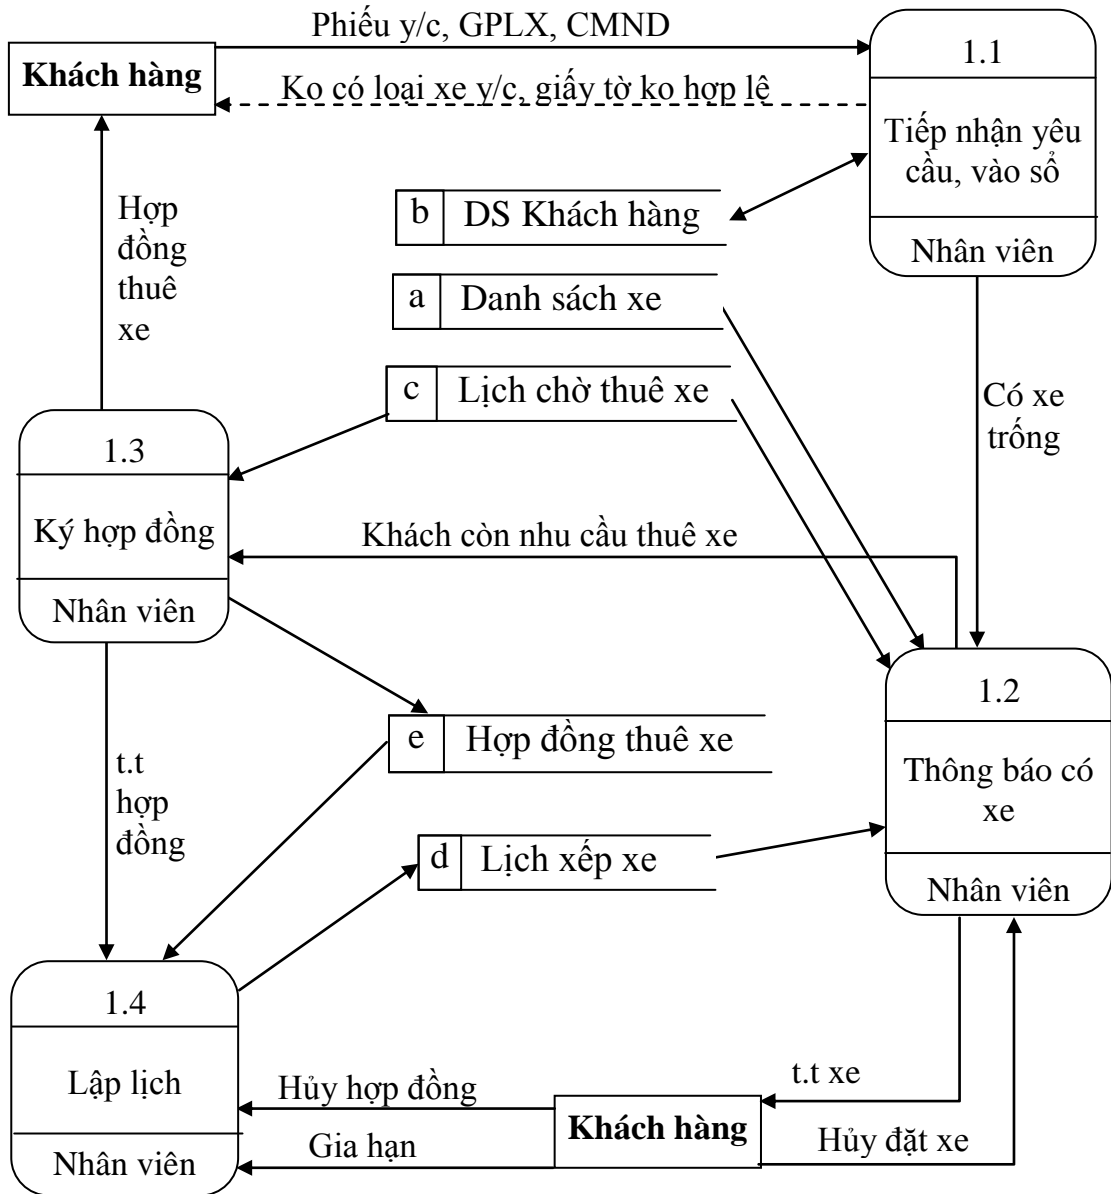 Phiếu y/c, GPLX, CMND
Khách hàng
1.1
Ko có loại xe y/c, giấy tờ ko hợp lệ
Tiếp nhận yêu
cầu, vào sổ
Nhân viên
Hợp
đồng
thuê
xe
b DS Khách hàng
a Danh sách xe
c Lịch chờ thuê xe
Có xe
trống
1.3
Ký hợp đồng
Nhân viên
Khách còn nhu cầu thuê xe
1.2
Thông báo có
xe
Nhân viên
e Hợp đồng thuê xe
t.t
hợp
đồng
d Lịch xếp xe
1.4
Lập lịch
Nhân viên
Hủy hợp đồng
Gia hạn
Khách hàng
t.t xe
Hủy đặt xe